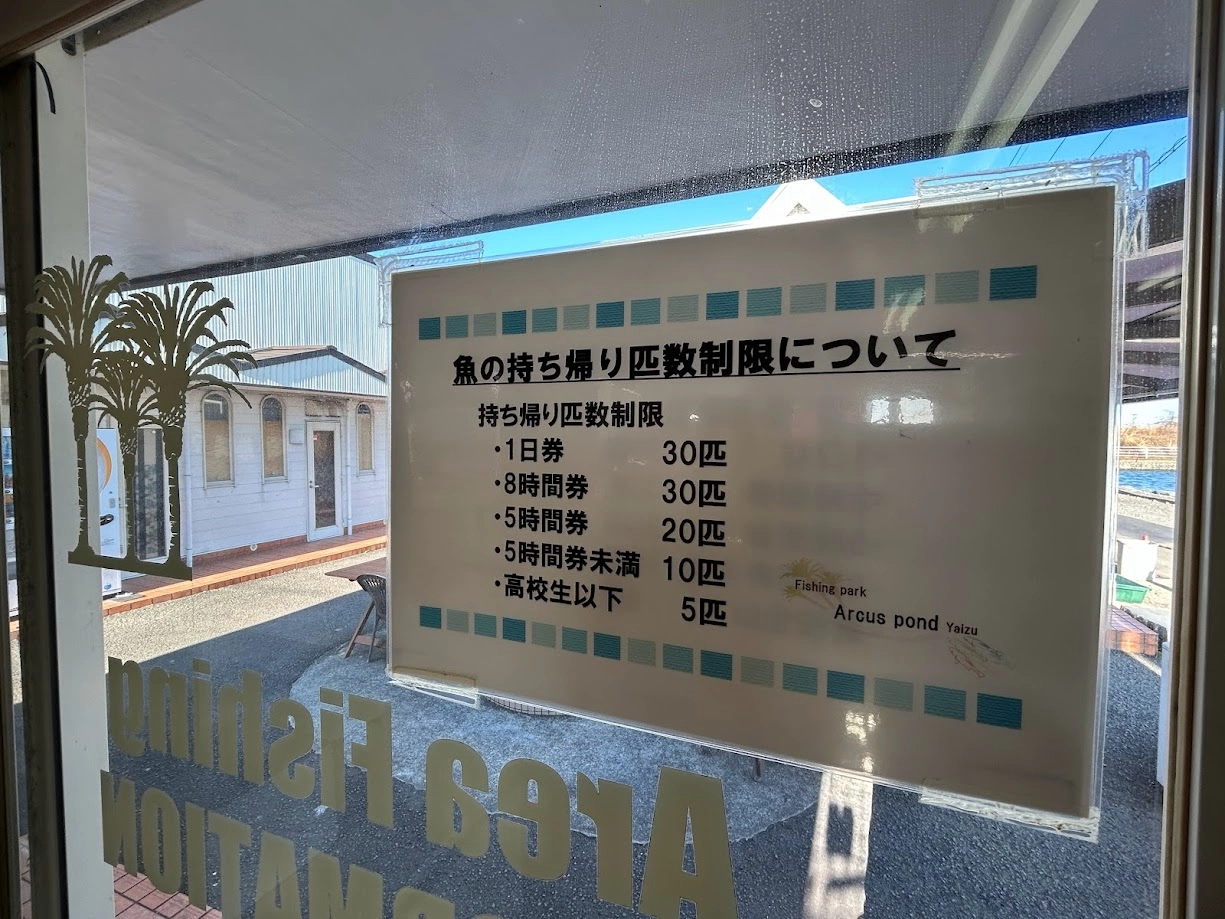 魚の持ち帰り匹数制限について
持ち帰り匹数制限
・1日券 30匹
・8時間券 30匹
・5時間券 20匹
・5時間券未満 10匹
・高校生以下 5匹
Fishing park
Arcus pond Yaizu
Area Fishing